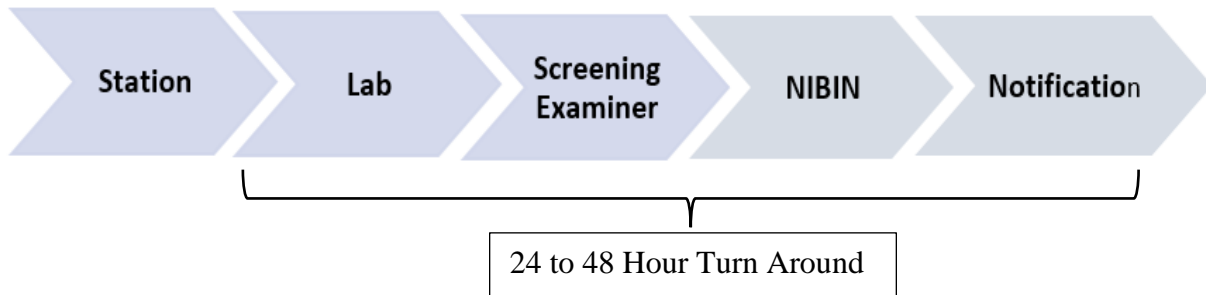 Station
Lab
Screening
Examiner
NIBIN
Notification
24 to 48 Hour Turn Around